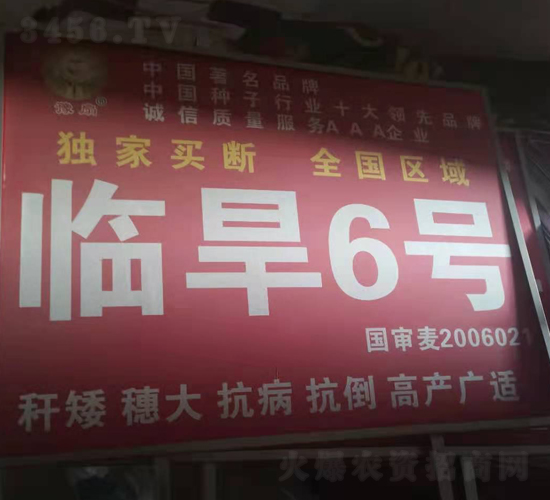 3456.TV
豫泉®
中国著名品牌
中国种子行业十大领先品牌
诚信质量服务AAA企业
独家买断 全国区域
临旱6号
国审麦2006021
秆矮 穗大 抗病 抗倒 高产广适
火爆农资招商网